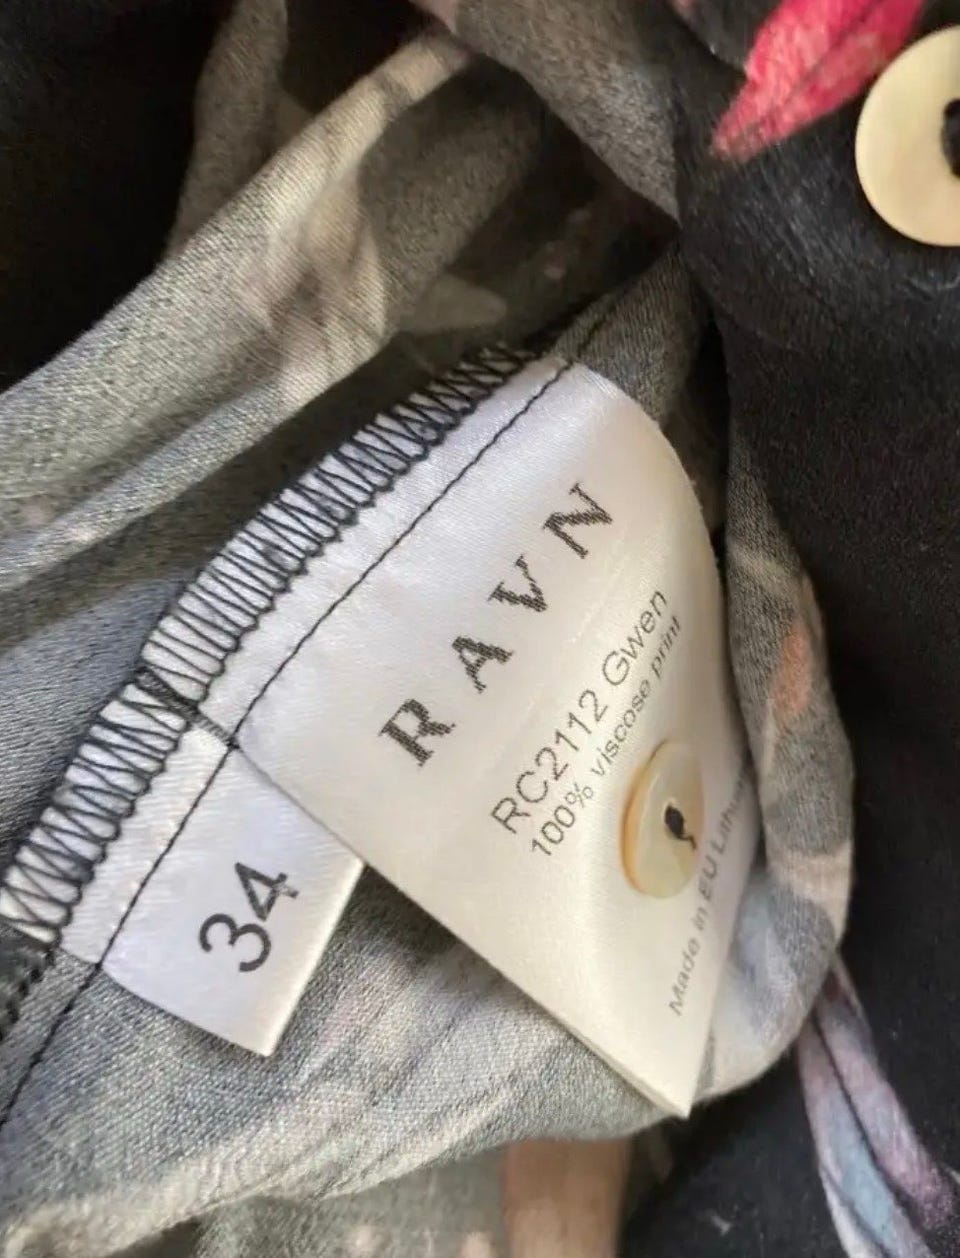 RAVN
RC2112 Gwen
100% viscose print
Made in EU
34